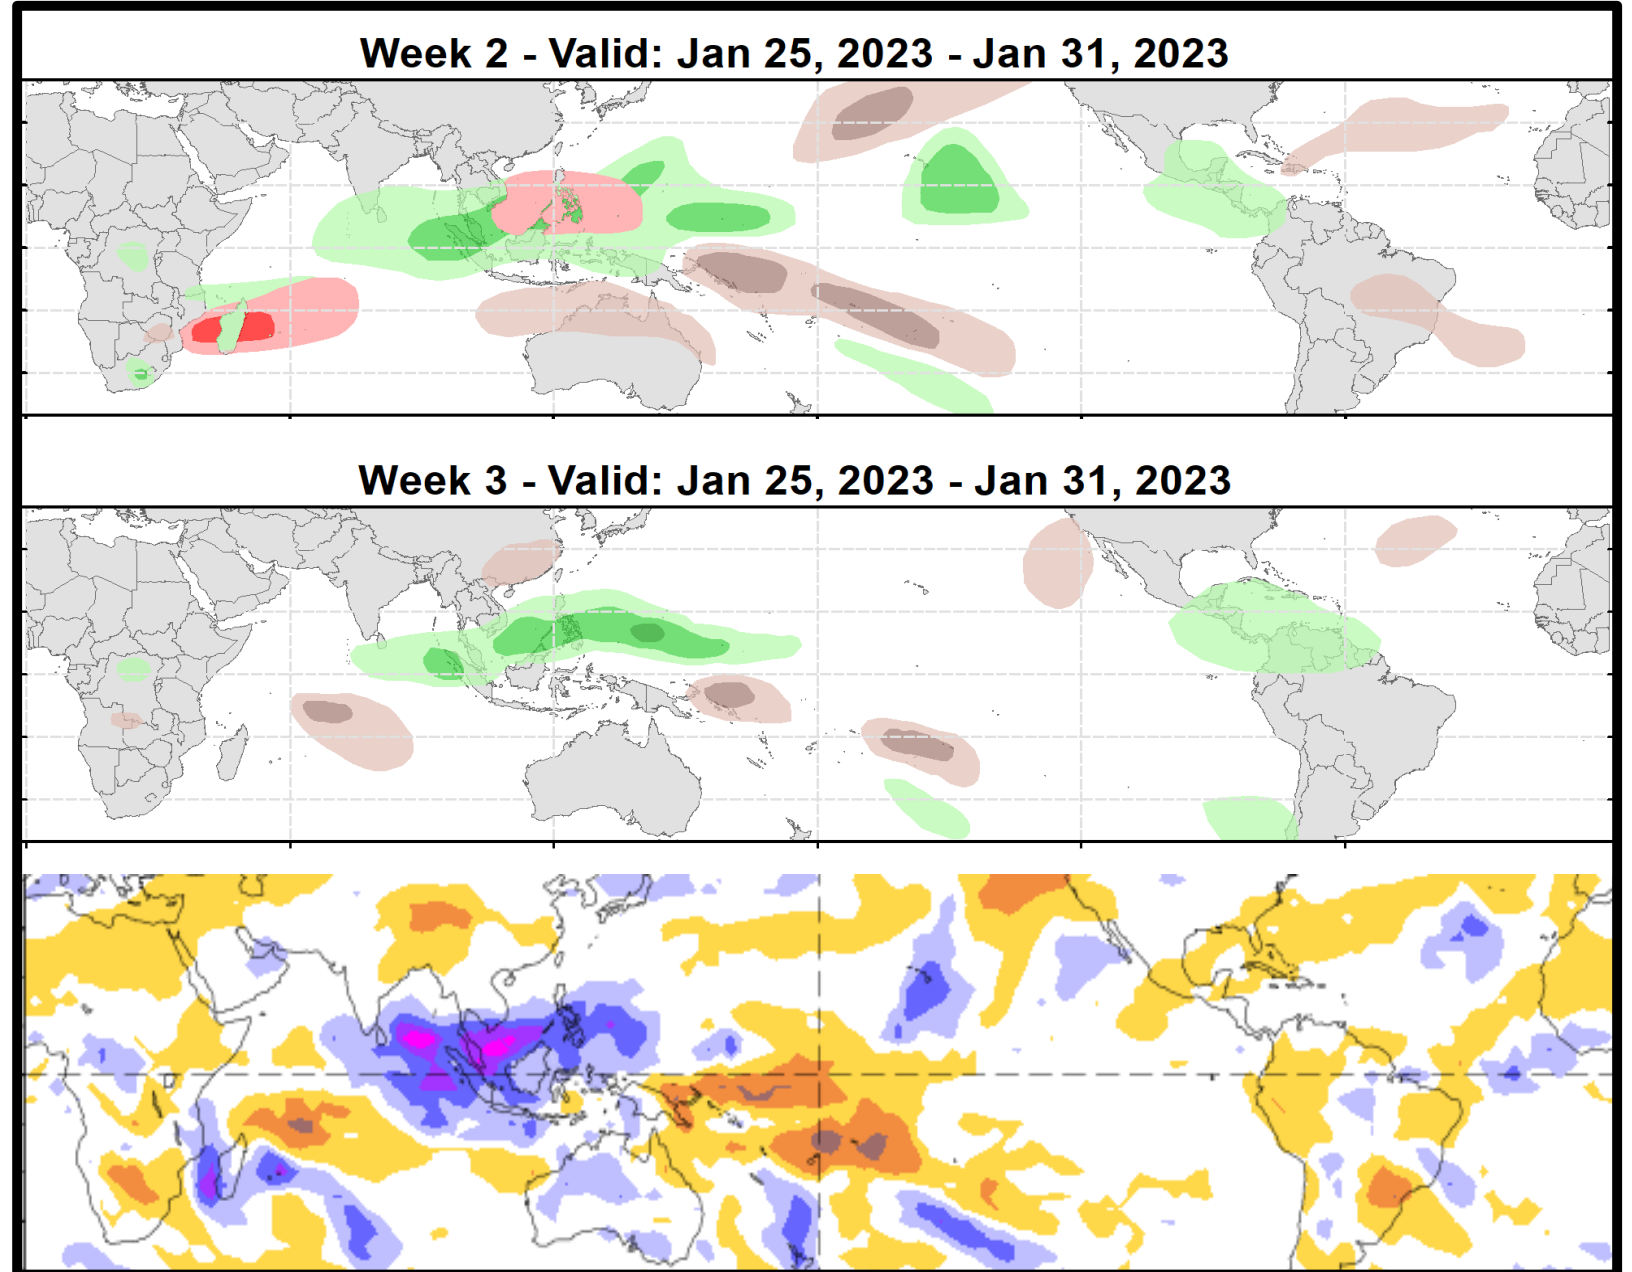 Week 2 - Valid: Jan 25, 2023 - Jan 31, 2023
Week 3 - Valid: Jan 25, 2023 - Jan 31, 2023